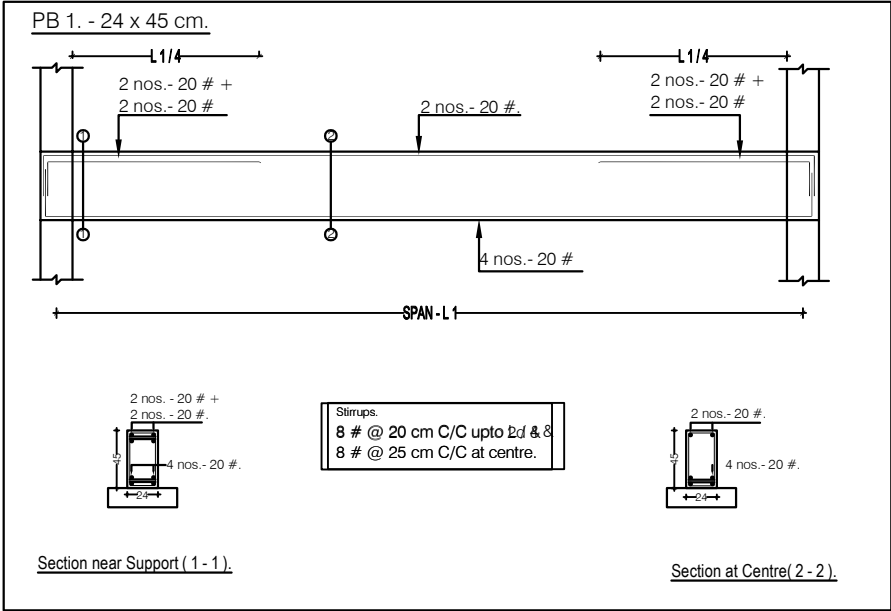 PB 1. - 24 x 45 cm.
L 1 / 4
L 1 / 4
2 nos.- 20 # +
2 nos.- 20 #
2 nos.- 20 #.
2 nos.- 20 # +
2 nos.- 20 #
1
2
1
2
4 nos.- 20 #
SPAN - L 1
2 nos. - 20 # +
2 nos. - 20 #.
45
4 nos.- 20 #.
24
Stirrups.
8 # @ 20 cm C/C upto &
8 # @ 25 cm C/C at centre.
2 nos.- 20 #.
45
4 nos.- 20 #.
24
Section near Support ( 1 - 1 ).
Section at Centre( 2 - 2 ).